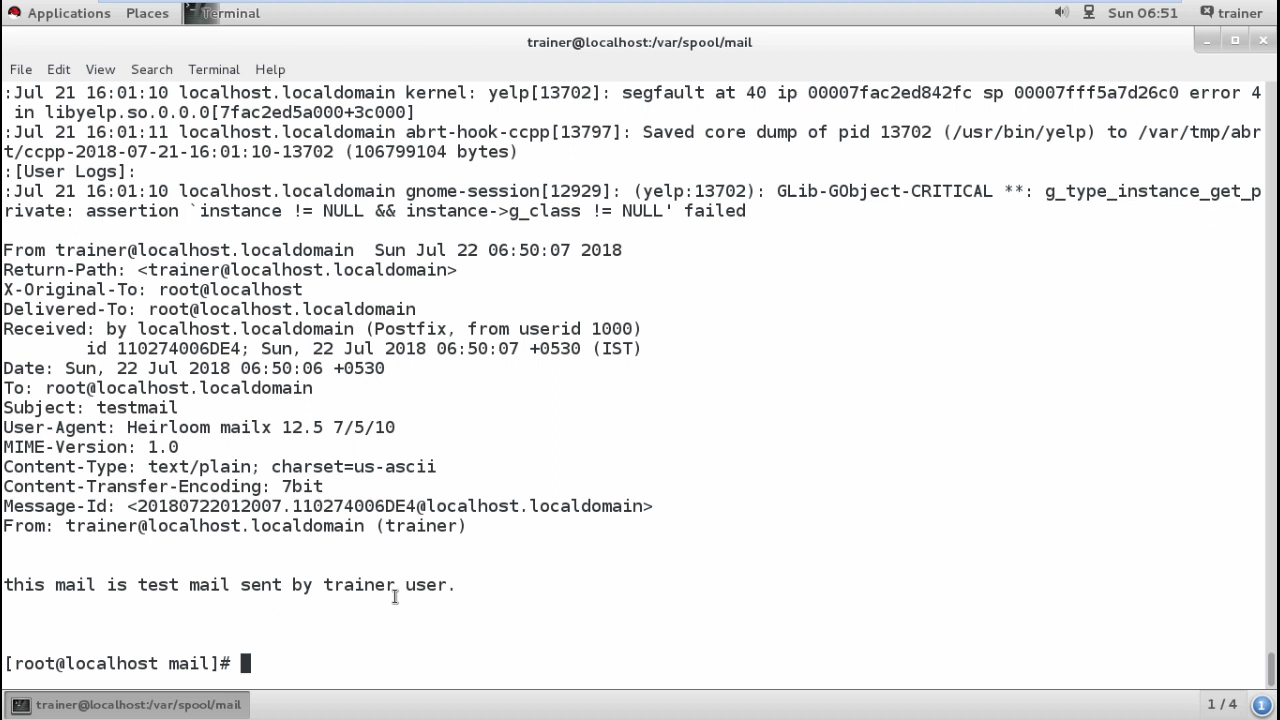 Applications Places Terminal Sun 06:51 trainer
trainer@localhost:/var/spool/mail
File Edit View Search Terminal Help
:Jul 21 16:01:10 localhost.localdomain kernel: yelp[13702]: segfault at 40 ip 00007fac2ed842fc sp 00007fff5a7d26c0 error 4
 in libyelp.so.0.0.0[7fac2ed5a000+3c000]
:Jul 21 16:01:11 localhost.localdomain abrt-hook-ccpp[13797]: Saved core dump of pid 13702 (/usr/bin/yelp) to /var/tmp/abr
t/ccpp-2018-07-21-16:01:10-13702 (106799104 bytes)
:[User Logs]:
:Jul 21 16:01:10 localhost.localdomain gnome-session[12929]: (yelp:13702): GLib-GObject-CRITICAL **: g_type_instance_get_p
rivate: assertion `instance != NULL && instance->g_class != NULL' failed
From trainer@localhost.localdomain  Sun Jul 22 06:50:07 2018
Return-Path: <trainer@localhost.localdomain>
X-Original-To: root@localhost
Delivered-To: root@localhost.localdomain
Received: by localhost.localdomain (Postfix, from userid 1000)
        id 110274006DE4; Sun, 22 Jul 2018 06:50:07 +0530 (IST)
Date: Sun, 22 Jul 2018 06:50:06 +0530
To: root@localhost.localdomain
Subject: testmail
User-Agent: Heirloom mailx 12.5 7/5/10
MIME-Version: 1.0
Content-Type: text/plain; charset=us-ascii
Content-Transfer-Encoding: 7bit
Message-Id: <20180722012007.110274006DE4@localhost.localdomain>
From: trainer@localhost.localdomain (trainer)
this mail is test mail sent by trainer user.
[root@localhost mail]#
trainer@localhost:/var/spool/mail 1 / 4 1